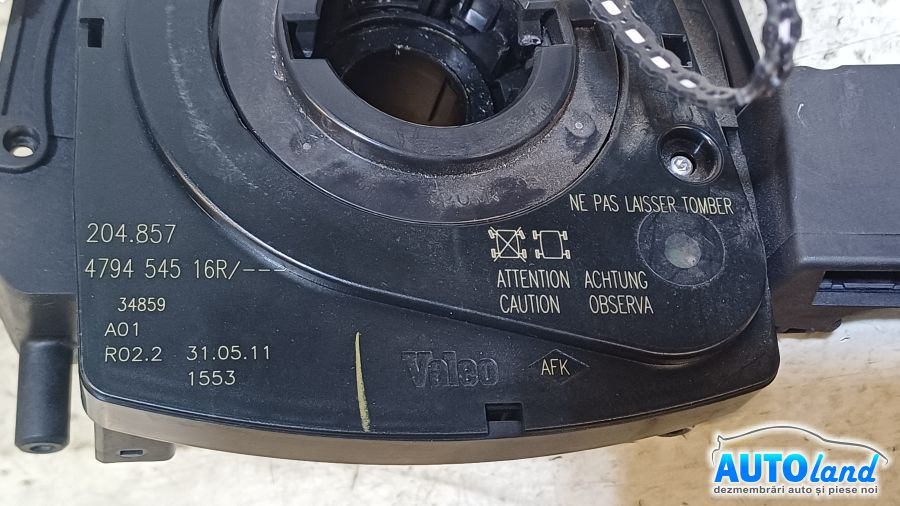 NE PAS LAISSER TOMBER
204.857
4794 545 16R/---
ATTENTION ACHTUNG
CAUTION OBSERVA
34859
A01
R02.2 31.05.11
1553
Valeo
AFK
AUTOland
dezmembrări auto și piese noi